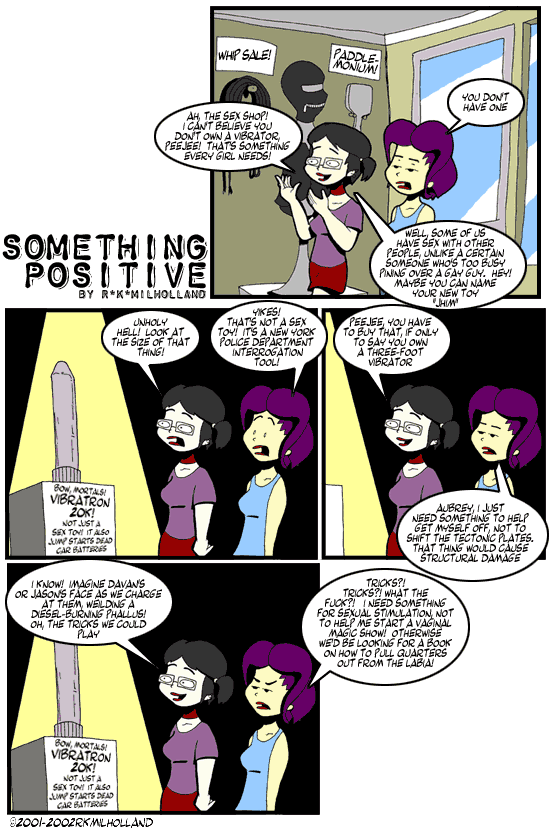 WHIP SALE!
PADDLE-
MONIUM!
AH, THE SEX SHOP!
I CAN'T BELIEVE YOU
DON'T OWN A VIBRATOR,
PEEJEE! THAT'S SOMETHING
EVERY GIRL NEEDS!
YOU DON'T
HAVE ONE
WELL, SOME OF US
HAVE SEX WITH OTHER
PEOPLE, UNLIKE A CERTAIN
SOMEONE WHO'S TOO BUSY
PINING OVER A GAY GUY. HEY!
MAYBE YOU CAN NAME
YOUR NEW TOY
"JHIM"
SOMETHING
POSITIVE
BY R*K*MILHOLLAND
UNHOLY
HELL! LOOK AT
THE SIZE OF THAT
THING!
YIKES!
THAT'S NOT A SEX
TOY! IT'S A NEW YORK
POLICE DEPARTMENT
INTERROGATION
TOOL!
BOW, MORTALS!
VIBRATRON
20K!
NOT JUST A
SEX TOY! IT ALSO
JUMP STARTS DEAD
CAR BATTERIES
PEEJEE, YOU HAVE
TO BUY THAT, IF ONLY
TO SAY YOU OWN
A THREE-FOOT
VIBRATOR
AUBREY, I JUST
NEED SOMETHING TO HELP
GET MYSELF OFF, NOT TO
SHIFT THE TECTONIC PLATES.
THAT THING WOULD CAUSE
STRUCTURAL DAMAGE
I KNOW! IMAGINE DAVAN'S
OR JASON'S FACE AS WE CHARGE
AT THEM, WEILDING A
DIESEL-BURNING PHALLUS!
OH, THE TRICKS WE COULD
PLAY
TRICKS?!
TRICKS?! WHAT THE
FUCK?! I NEED SOMETHING
FOR SEXUAL STIMULATION, NOT
TO HELP ME START A VAGINAL
MAGIC SHOW! OTHERWISE
WE'D BE LOOKING FOR A BOOK
ON HOW TO PULL QUARTERS
OUT FROM THE LABIA!
BOW, MORTALS!
VIBRATRON
20K!
NOT JUST A
SEX TOY! IT ALSO
JUMP STARTS DEAD
CAR BATTERIES
©2001-2002RKMILHOLLAND